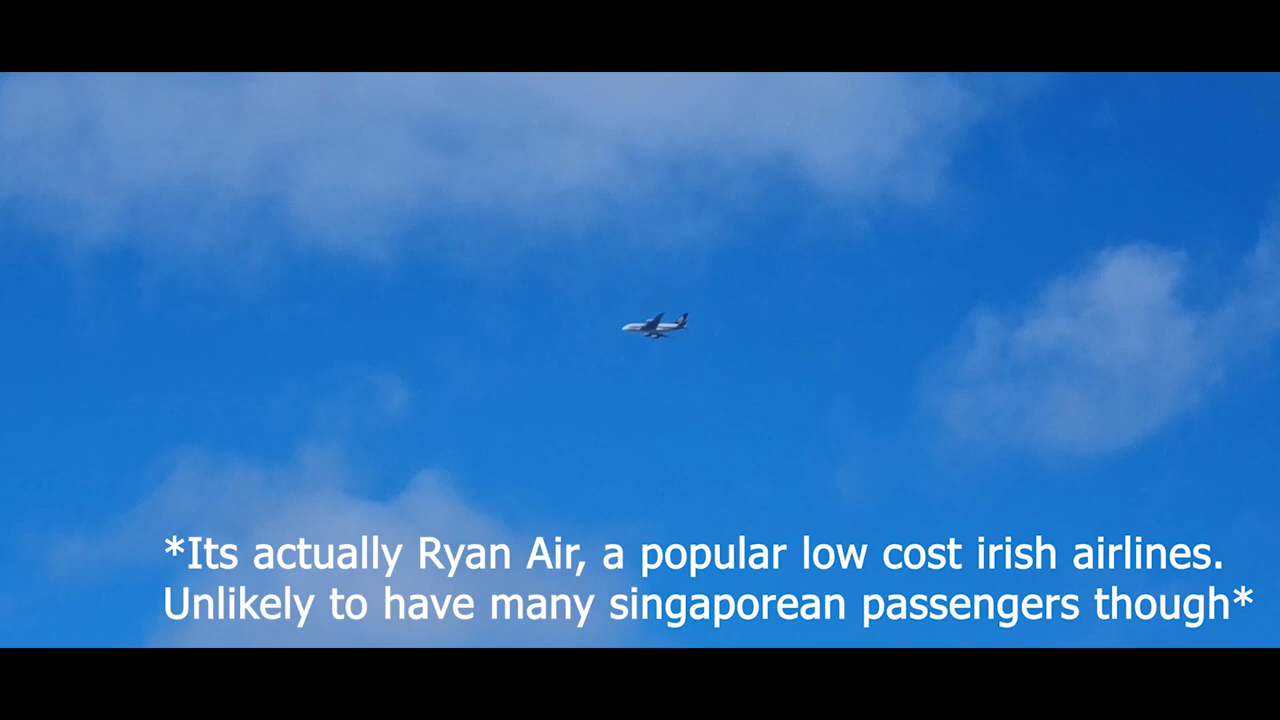 *Its actually Ryan Air, a popular low cost irish airlines.
Unlikely to have many singaporean passengers though*